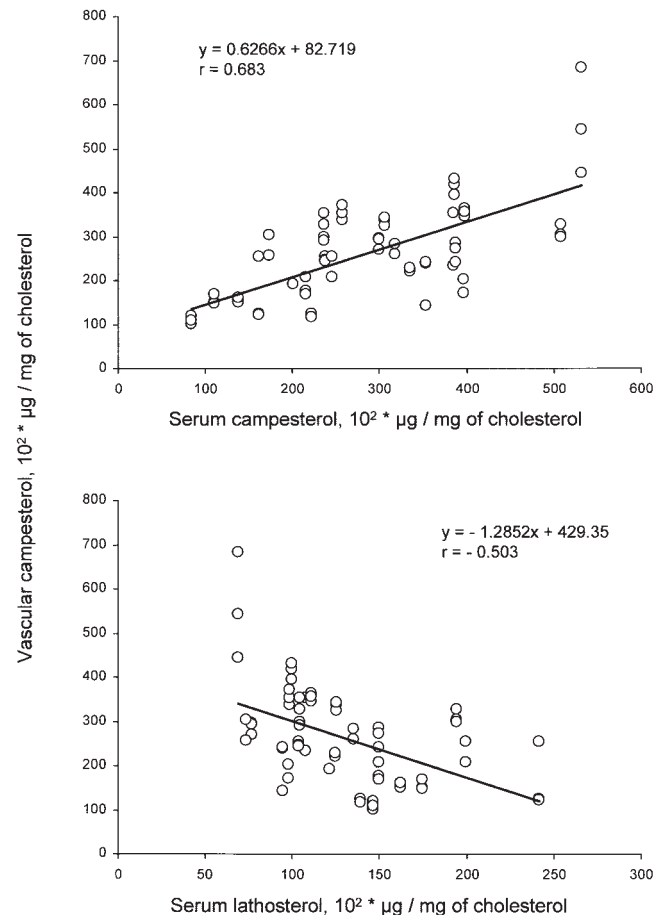 800
700
600
500
400
300
200
100
0
y = 0.6266x + 82.719
r = 0.683
0 100 200 300 400 500 600
Serum campesterol, 10² * µg / mg of cholesterol
Vascular campesterol, 10² * µg / mg of cholesterol
800
700
600
500
400
300
200
100
0
y = - 1.2852x + 429.35
r = - 0.503
0 50 100 150 200 250 300
Serum lathosterol, 10² * µg / mg of cholesterol